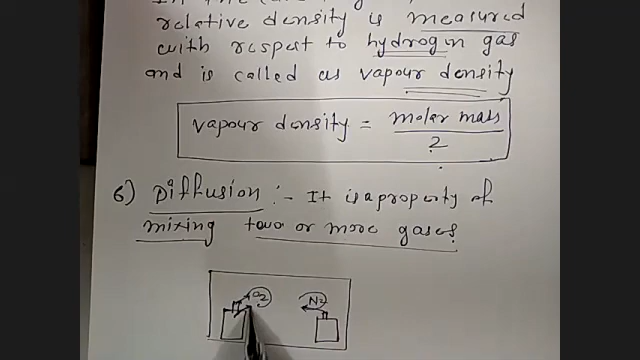 relative density is measured
with respest to hydrogen gas
and is called as vapour density
vapour density = molar mass / 2
6) Diffusion :- It is a property of
mixing two or more gases.
O2
N2